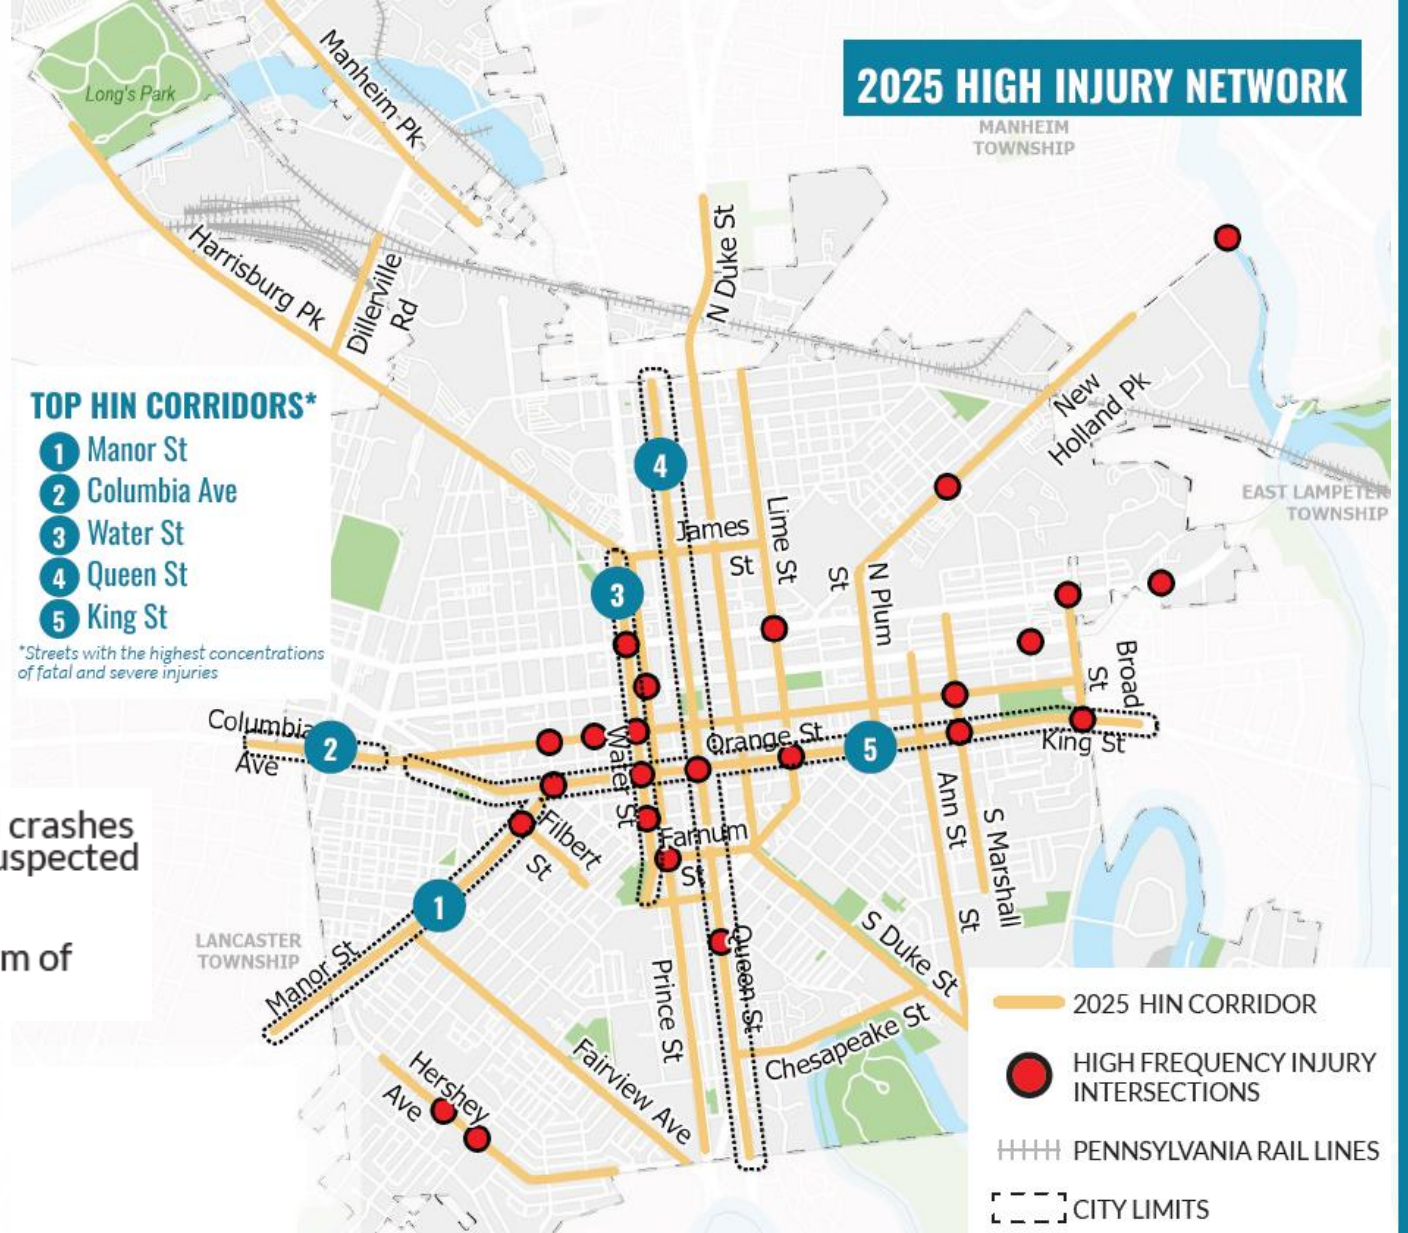 2025 HIGH INJURY NETWORK
MANHEIM
TOWNSHIP
Long's Park
Manheim Pk
N Duke St
Harrisburg Pk
Dillerville
Rd
New
Holland Pk
EAST LAMPETER
TOWNSHIP
TOP HIN CORRIDORS*
1 Manor St
2 Columbia Ave
3 Water St
4 Queen St
5 King St
*Streets with the highest concentrations
of fatal and severe injuries
4
James
St
Lime St
St
N Plum
3
Broad
St
Columbia
Ave
2
Water St
Orange St
5
King St
crashes
uspected
m of
Filbert
St
Farnum
St
Ann St
St
S Marshall
1
LANCASTER
TOWNSHIP
Manor St
Prince St
Queen St
S Duke St
Chesapeake St
Fairview Ave
Hershey
Ave
2025 HIN CORRIDOR
HIGH FREQUENCY INJURY
INTERSECTIONS
PENNSYLVANIA RAIL LINES
CITY LIMITS